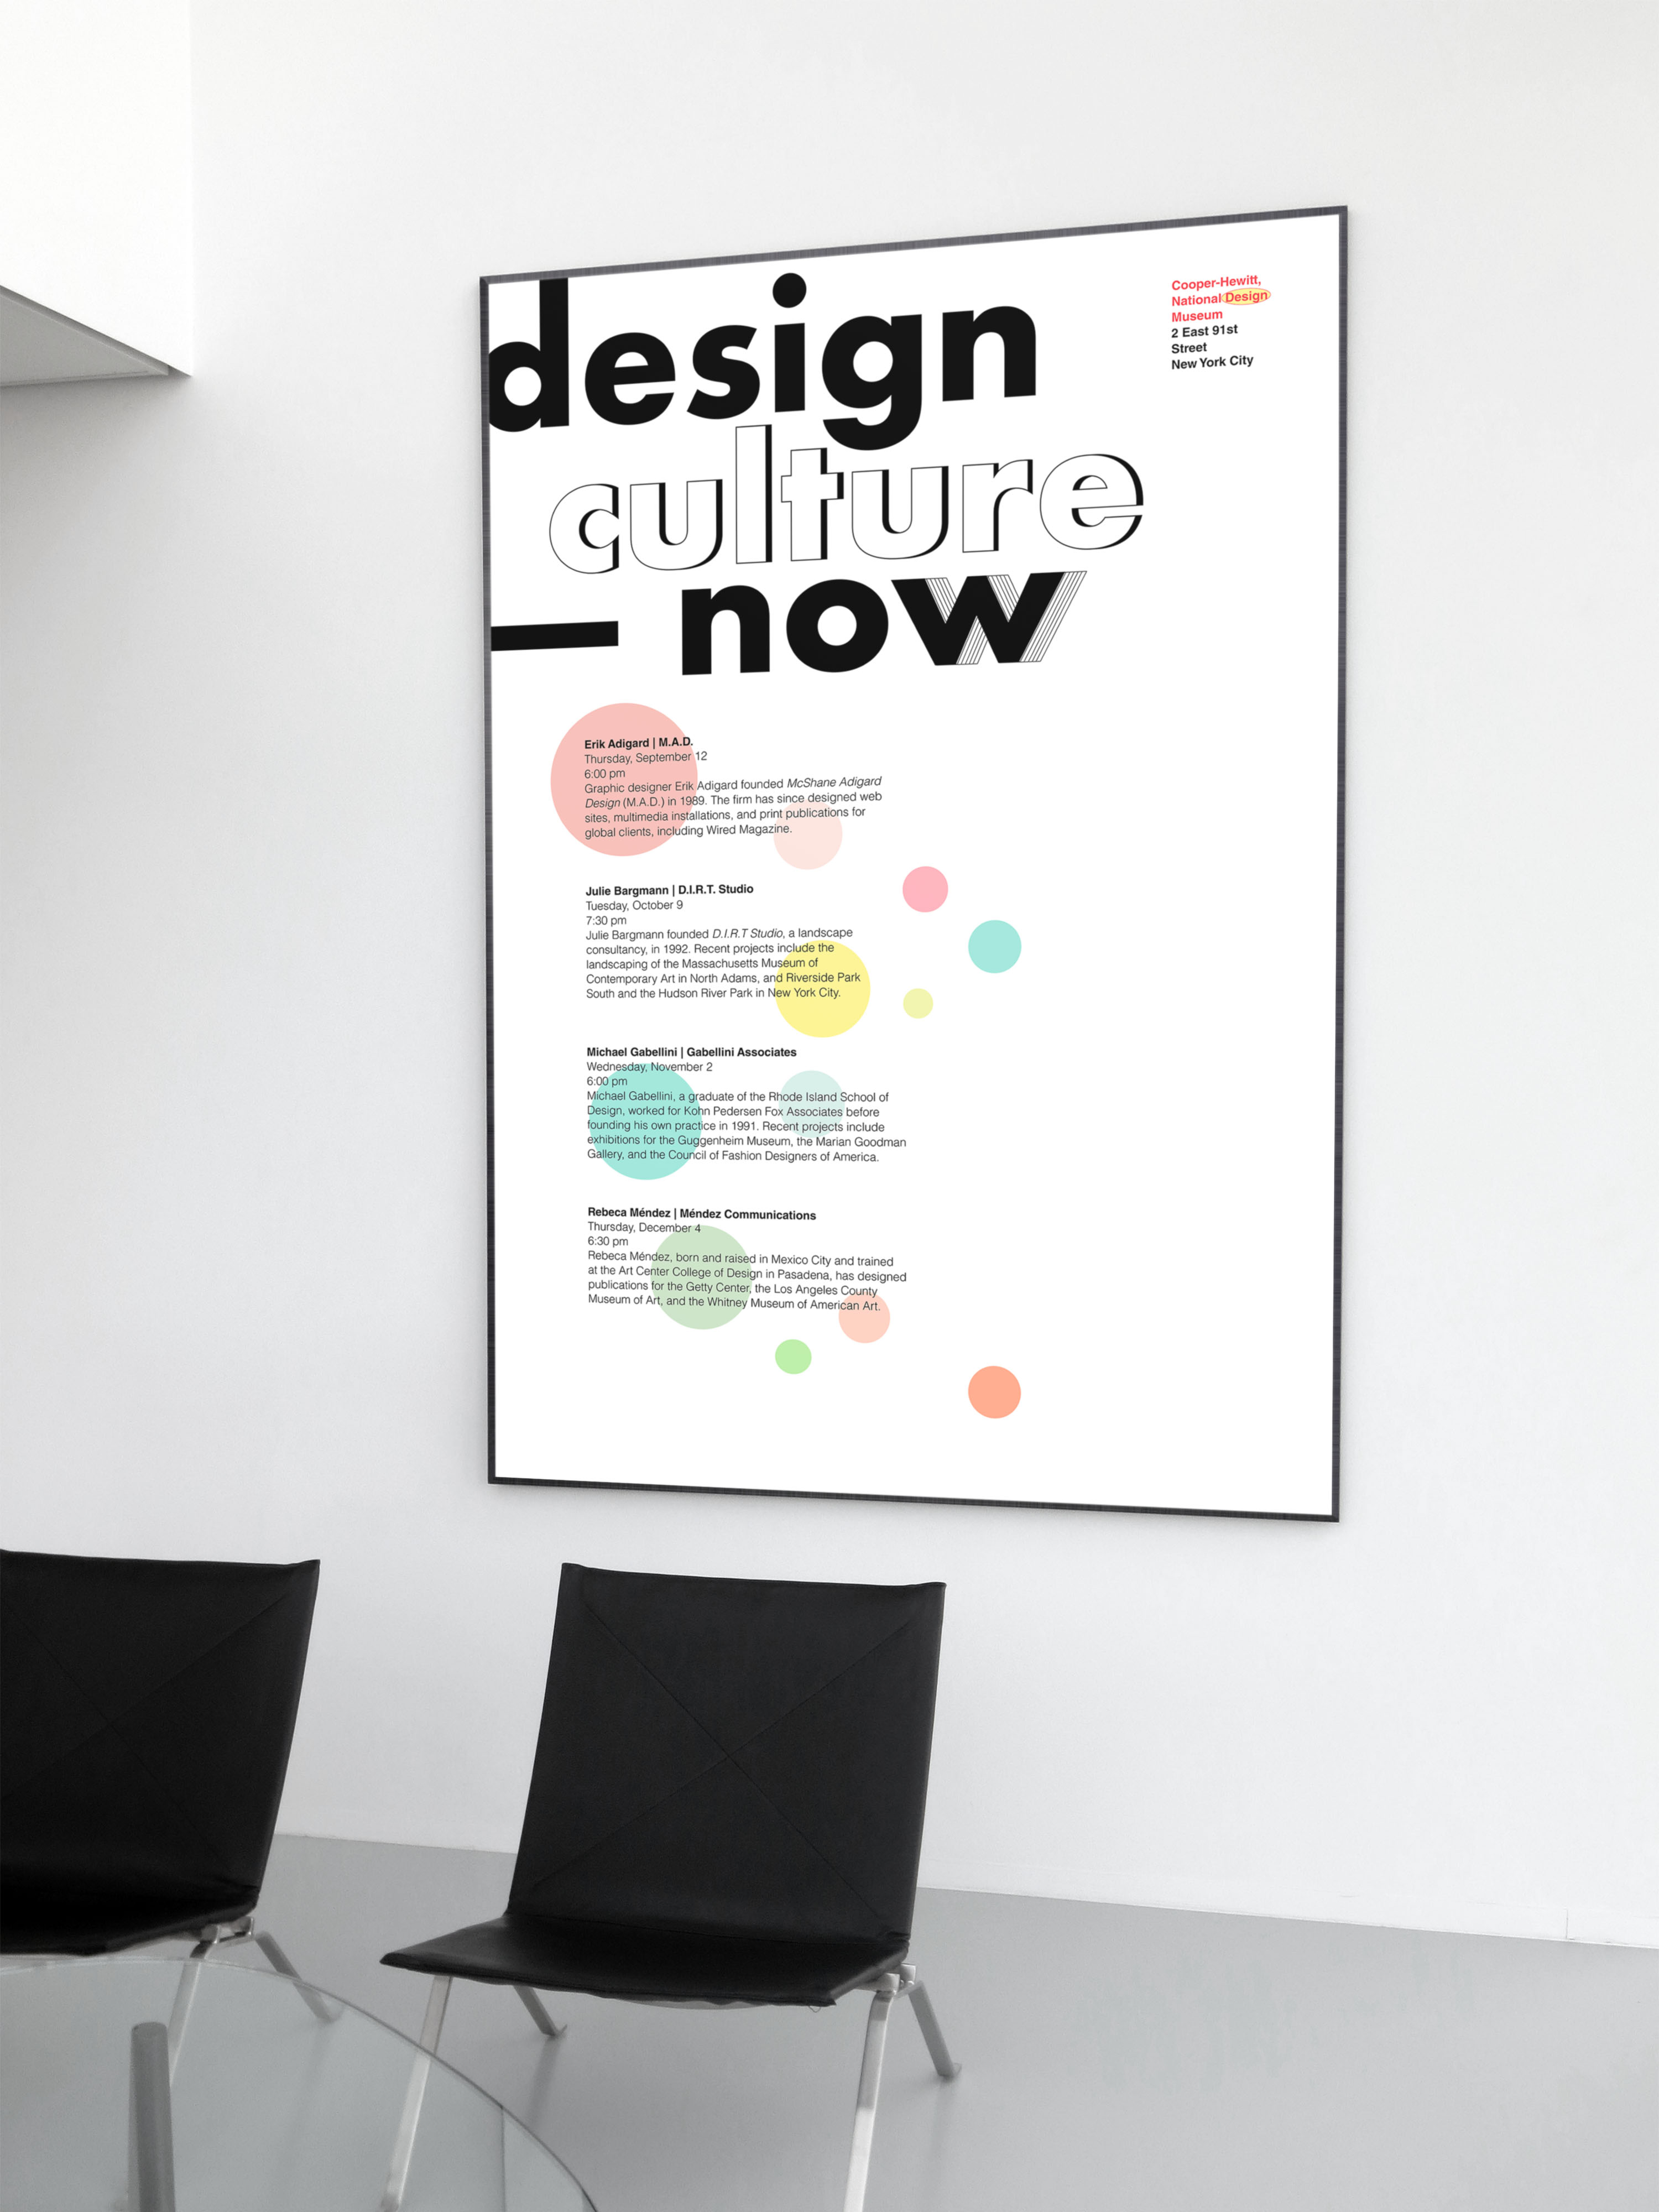 design
culture
— now
Cooper-Hewitt,
National Design
Museum
2 East 91st
Street
New York City
Erik Adigard | M.A.D.
Thursday, September 12
6:00 pm
Graphic designer Erik Adigard founded McShane Adigard
Design (M.A.D.) in 1989. The firm has since designed web
sites, multimedia installations, and print publications for
global clients, including Wired Magazine.
Julie Bargmann | D.I.R.T. Studio
Tuesday, October 9
7:30 pm
Julie Bargmann founded D.I.R.T Studio, a landscape
consultancy, in 1992. Recent projects include the
landscaping of the Massachusetts Museum of
Contemporary Art in North Adams, and Riverside Park
South and the Hudson River Park in New York City.
Michael Gabellini | Gabellini Associates
Wednesday, November 2
6:00 pm
Michael Gabellini, a graduate of the Rhode Island School of
Design, worked for Kohn Pedersen Fox Associates before
founding his own practice in 1991. Recent projects include
exhibitions for the Guggenheim Museum, the Marian Goodman
Gallery, and the Council of Fashion Designers of America.
Rebeca Méndez | Méndez Communications
Thursday, December 4
6:30 pm
Rebeca Méndez, born and raised in Mexico City and trained
at the Art Center College of Design in Pasadena, has designed
publications for the Getty Center, the Los Angeles County
Museum of Art, and the Whitney Museum of American Art.